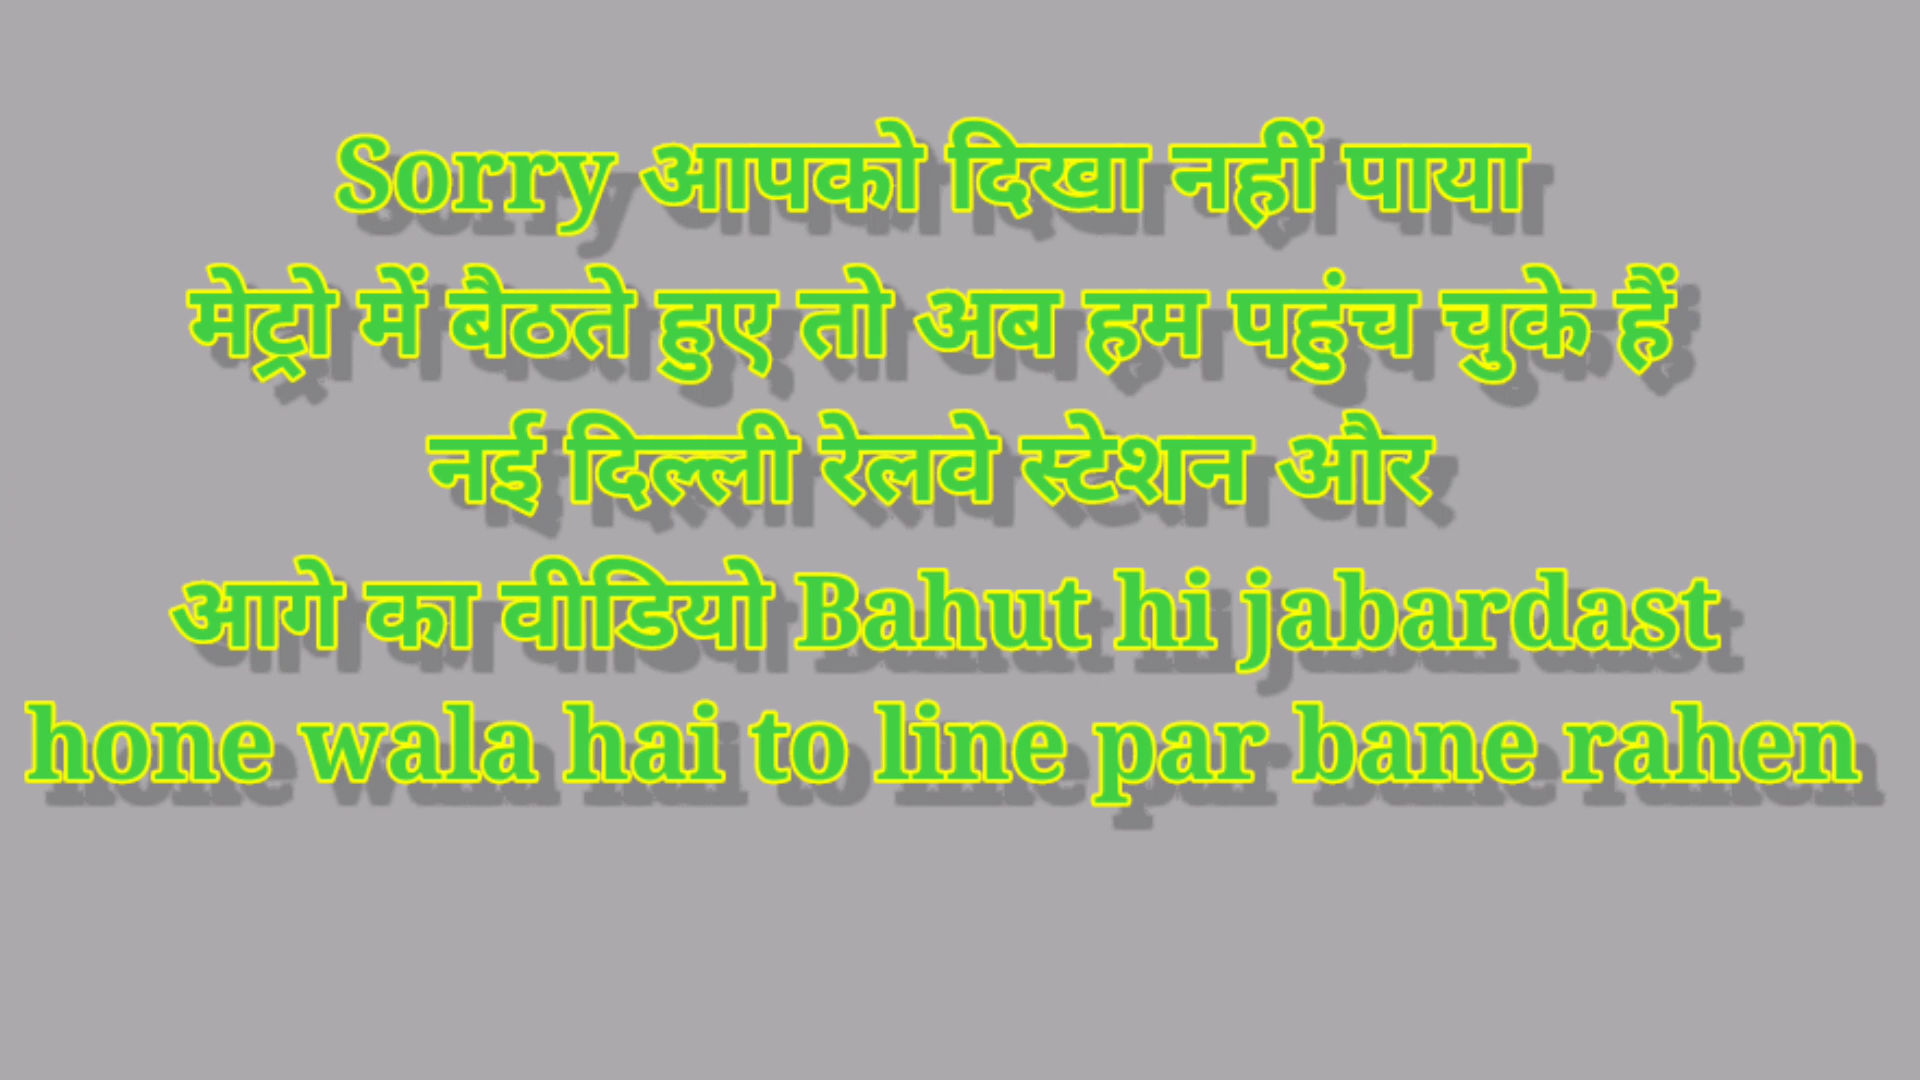 Sorry आपको दिखा नहीं पाया
मेट्रो में बैठते हुए तो अब हम पहुंच चुके हैं
नई दिल्ली रेलवे स्टेशन और
आगे का वीडियो Bahut hi jabardast
hone wala hai to line par bane rahen